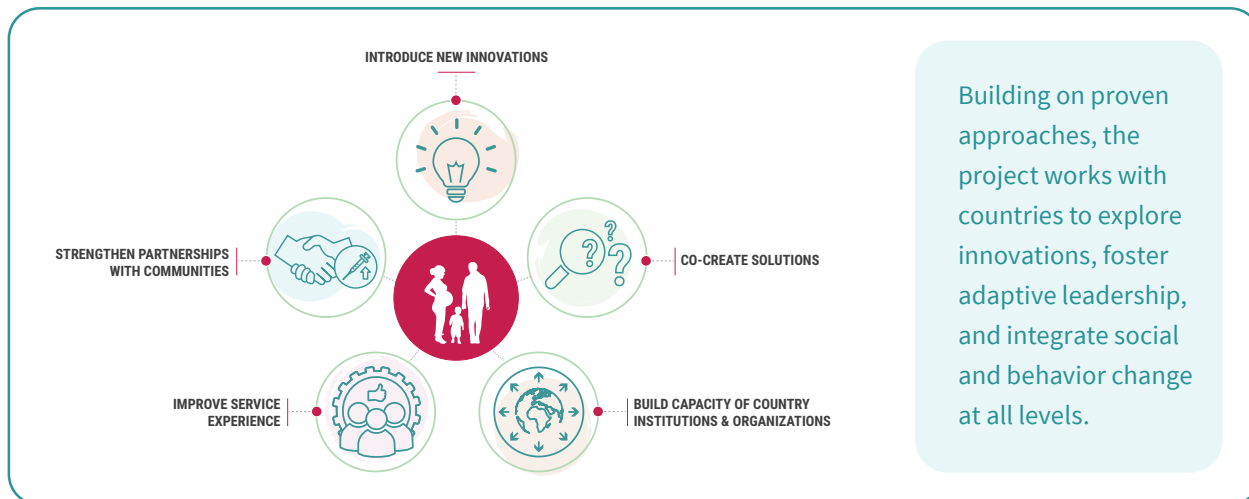 INTRODUCE NEW INNOVATIONS
STRENGTHEN PARTNERSHIPS
WITH COMMUNITIES
CO-CREATE SOLUTIONS
IMPROVE SERVICE
EXPERIENCE
BUILD CAPACITY OF COUNTRY
INSTITUTIONS & ORGANIZATIONS
Building on proven
approaches, the
project works with
countries to explore
innovations, foster
adaptive leadership,
and integrate social
and behavior change
at all levels.